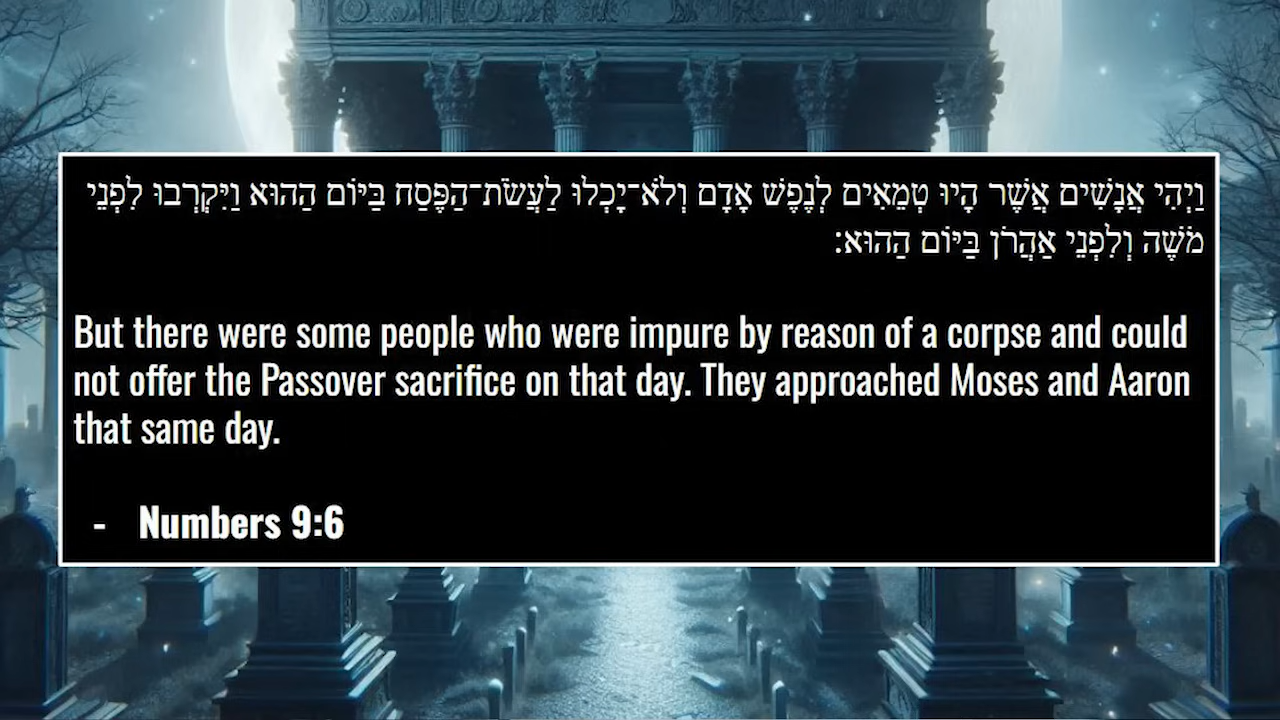 וַיְהִי אֲנָשִׁים אֲשֶׁר הָיוּ טְמֵאִים לְנֶפֶשׁ אָדָם וְלֹא־יָכְלוּ לַעֲשֹׂת־הַפֶּסַח בַּיּוֹם הַהוּא וַיִּקְרְבוּ לִפְנֵי
מֹשֶׁה וְלִפְנֵי אַהֲרֹן בַּיּוֹם הַהוּא׃
But there were some people who were impure by reason of a corpse and could
not offer the Passover sacrifice on that day. They approached Moses and Aaron
that same day.
- Numbers 9:6